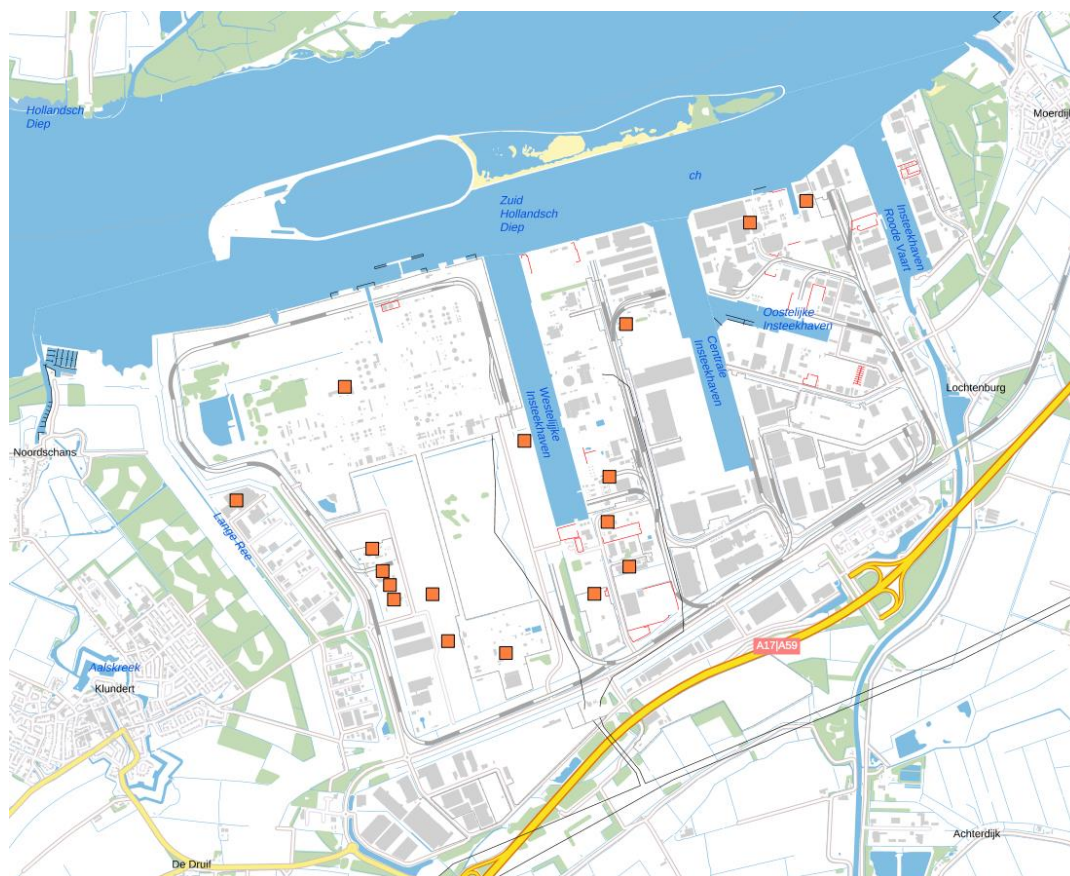 Hollandsch
Diep
Moerdijk
ch
Zuid
Hollandsch
Diep
Insteekhaven
Roode Vaart
Oostelijke
Insteekhaven
Centrale
Insteekhaven
Westelijke
Insteekhaven
Lochtenburg
Noordschans
Lange Ree
A17|A59
Aalskreek
Klundert
Achterdijk
De Druif